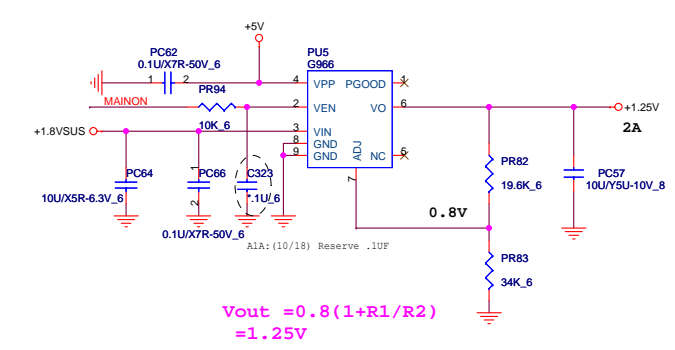 +5V
PC62
0.1U/X7R-50V_6
1 2
PU5
G966
4 VPP PGOOD 1
MAINON
PR94
10K_6
2 VEN VO 6
+1.25V
2A
+1.8VSUS
3 VIN
8 GND
9 GND
ADJ
7
NC 5
PC64
10U/X5R-6.3V_6
1
PC66
2
0.1U/X7R-50V_6
C323
*.1U_6
A1A:(10/18) Reserve .1UF
PR82
19.6K_6
PC57
10U/Y5U-10V_8
0.8V
PR83
34K_6
Vout =0.8(1+R1/R2)
=1.25V